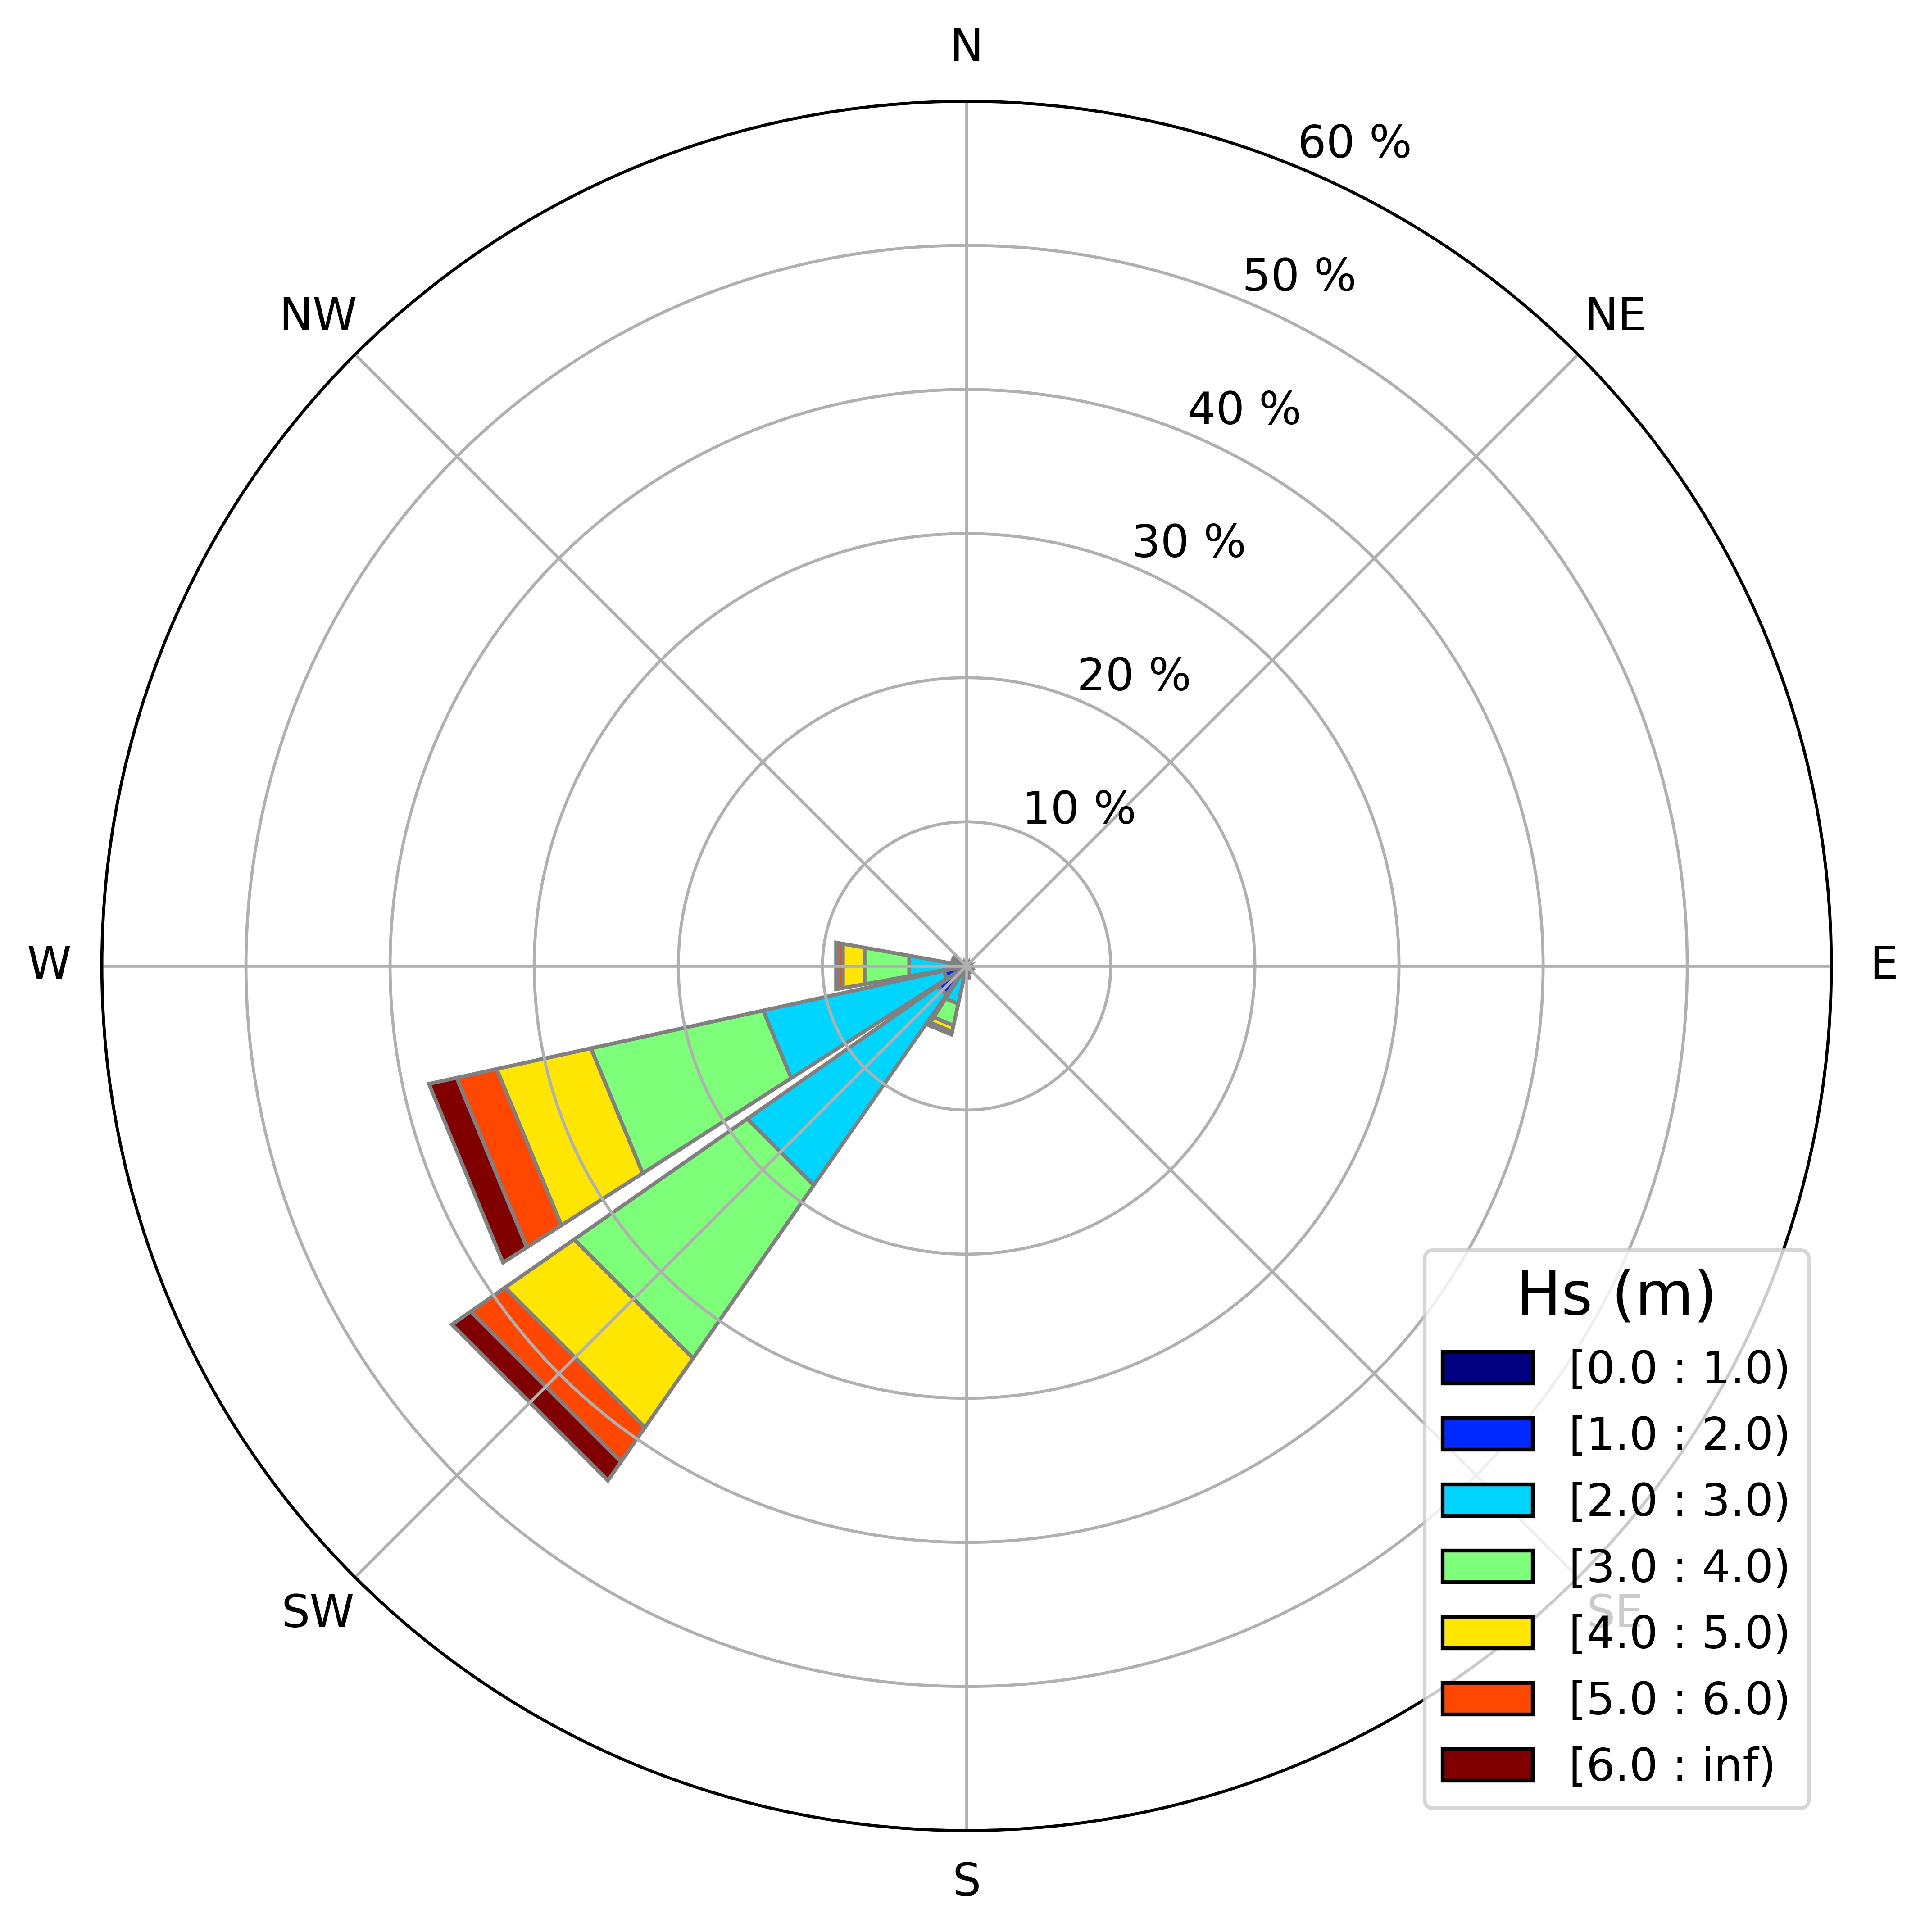 N
60 %
50 %
NW
NE
40 %
30 %
20 %
10 %
W
E
Hs (m)
[0.0 : 1.0)
[1.0 : 2.0)
[2.0 : 3.0)
[3.0 : 4.0)
SW
SE
[4.0 : 5.0)
[5.0 : 6.0)
[6.0 : inf)
S